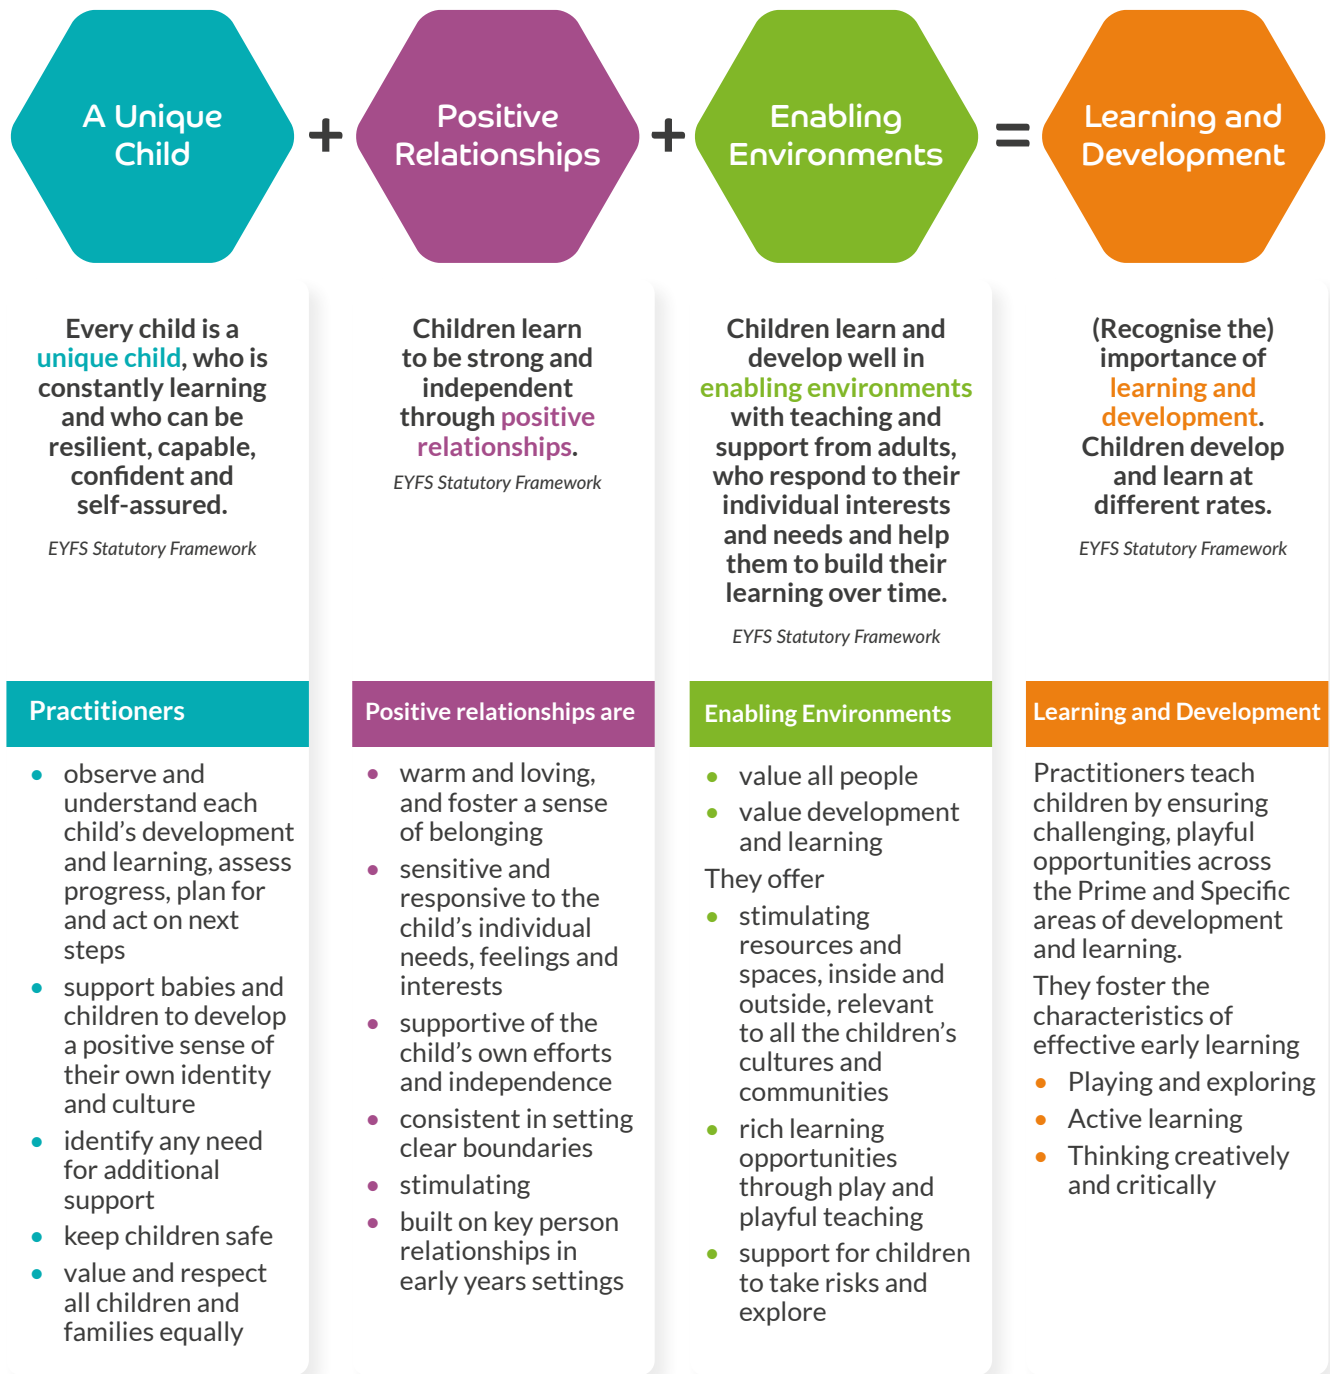 A Unique
Child
+
Positive
Relationships
+
Enabling
Environments
=
Learning and
Development
Every child is a
unique child, who is
constantly learning
and who can be
resilient, capable,
confident and
self-assured.
EYFS Statutory Framework
Children learn
to be strong and
independent
through positive
relationships.
EYFS Statutory Framework
Children learn and
develop well in
enabling environments
with teaching and
support from adults,
who respond to their
individual interests
and needs and help
them to build their
learning over time.
EYFS Statutory Framework
(Recognise the)
importance of
learning and
development.
Children develop
and learn at
different rates.
EYFS Statutory Framework
Practitioners
• observe and
understand each
child’s development
and learning, assess
progress, plan for
and act on next
steps
• support babies and
children to develop
a positive sense of
their own identity
and culture
• identify any need
for additional
support
• keep children safe
• value and respect
all children and
families equally
Positive relationships are
• warm and loving,
and foster a sense
of belonging
• sensitive and
responsive to the
child’s individual
needs, feelings and
interests
• supportive of the
child’s own efforts
and independence
• consistent in setting
clear boundaries
• stimulating
• built on key person
relationships in
early years settings
Enabling Environments
• value all people
• value development
and learning
They offer
• stimulating
resources and
spaces, inside and
outside, relevant
to all the children’s
cultures and
communities
• rich learning
opportunities
through play and
playful teaching
• support for children
to take risks and
explore
Learning and Development
Practitioners teach
children by ensuring
challenging, playful
opportunities across
the Prime and Specific
areas of development
and learning.
They foster the
characteristics of
effective early learning
• Playing and exploring
• Active learning
• Thinking creatively
and critically